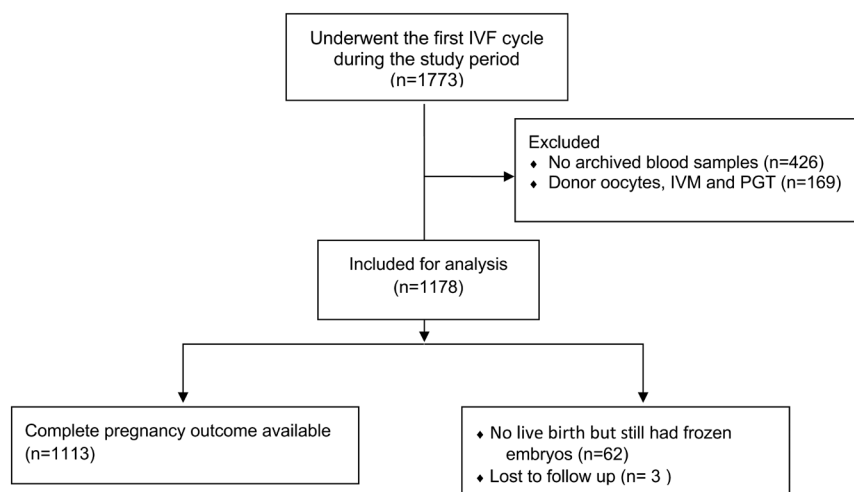 Underwent the first IVF cycle
during the study period
(n=1773)
Excluded
♦ No archived blood samples (n=426)
♦ Donor oocytes, IVM and PGT (n=169)
Included for analysis
(n=1178)
Complete pregnancy outcome available
(n=1113)
♦ No live birth but still had frozen
embryos (n=62)
♦ Lost to follow up (n= 3 )